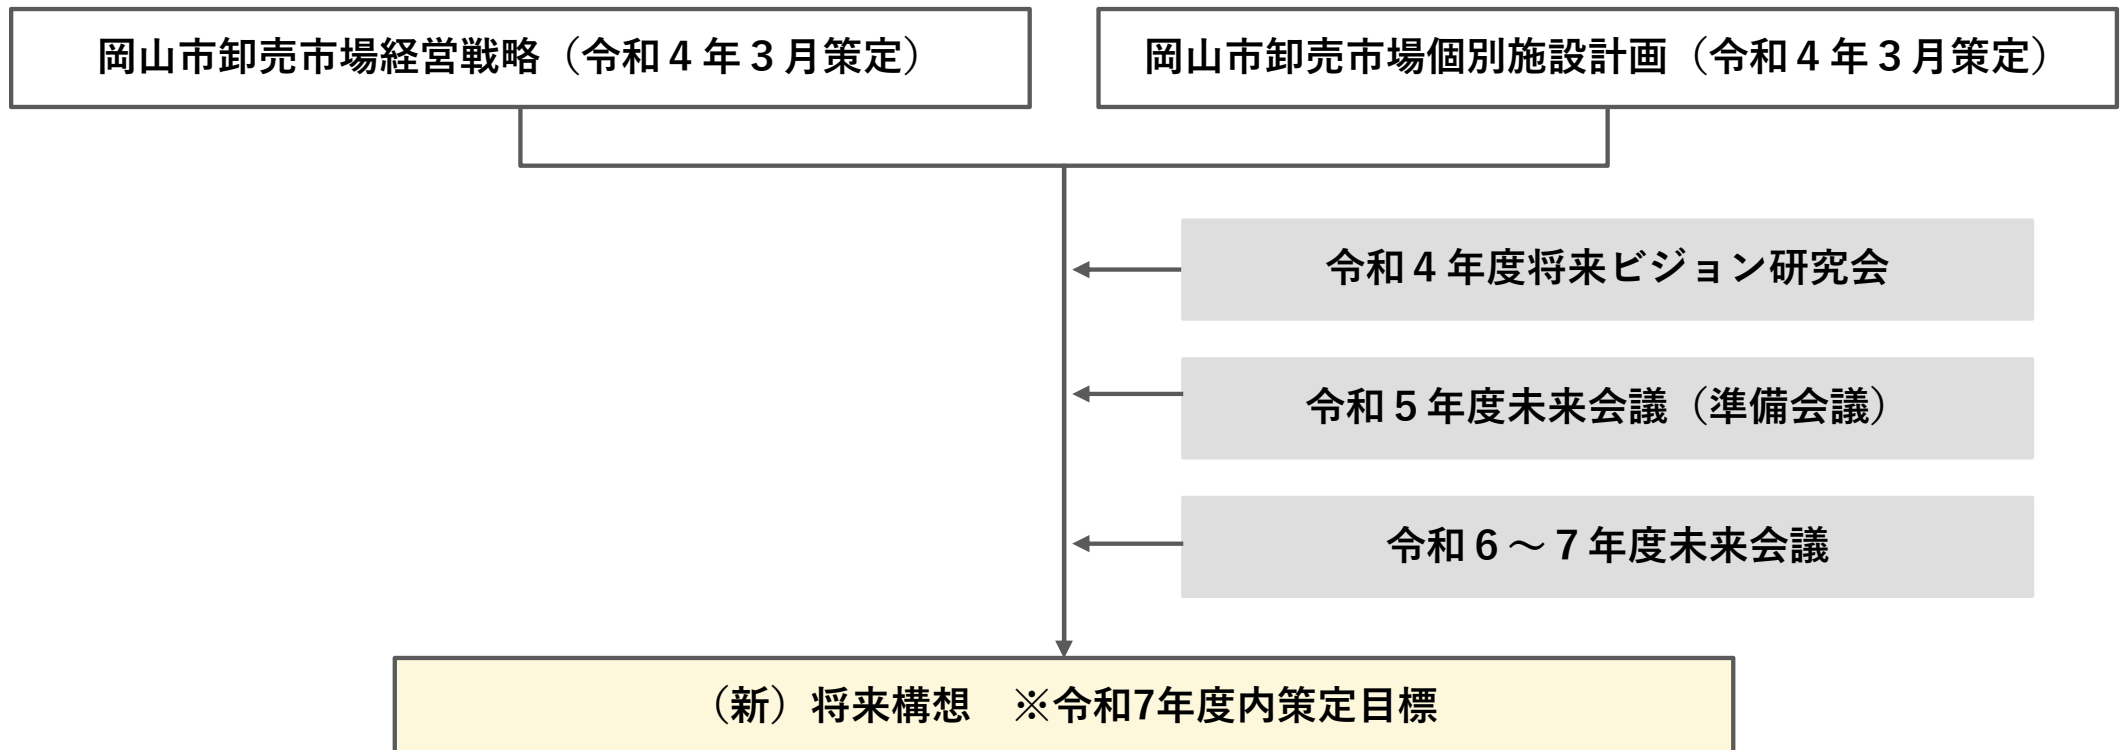 岡山市卸売市場経営戦略（令和４年３月策定）
岡山市卸売市場個別施設計画（令和４年３月策定）
令和４年度将来ビジョン研究会
令和５年度未来会議（準備会議）
令和６～７年度未来会議
（新）将来構想　※令和7年度内策定目標